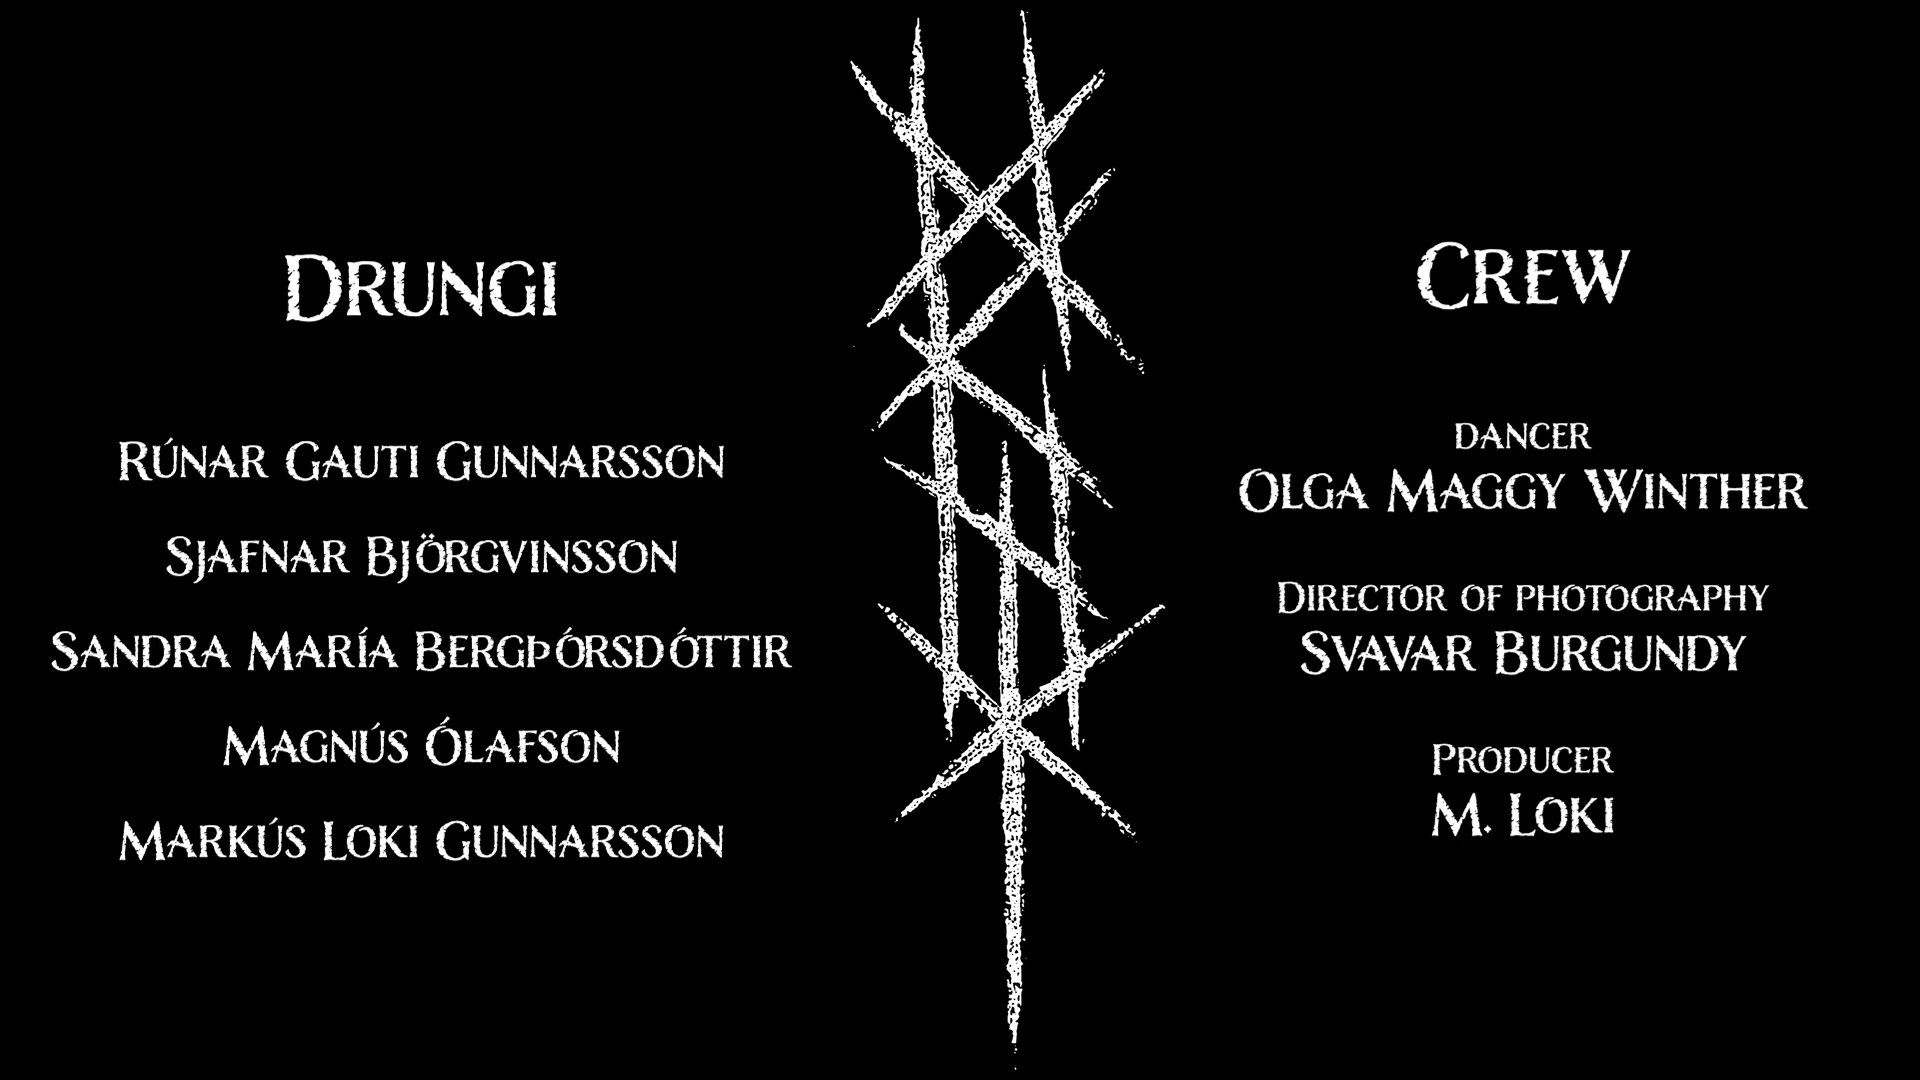 Drungi
Rúnar Gauti Gunnarsson
Sjafnar Björgvinsson
Sandra María Bergþórsdóttir
Magnús Ólafson
Markús Loki Gunnarsson
Crew
dancer
Olga Maggy Winther
Director of photography
Svavar Burgundy
Producer
M. Loki